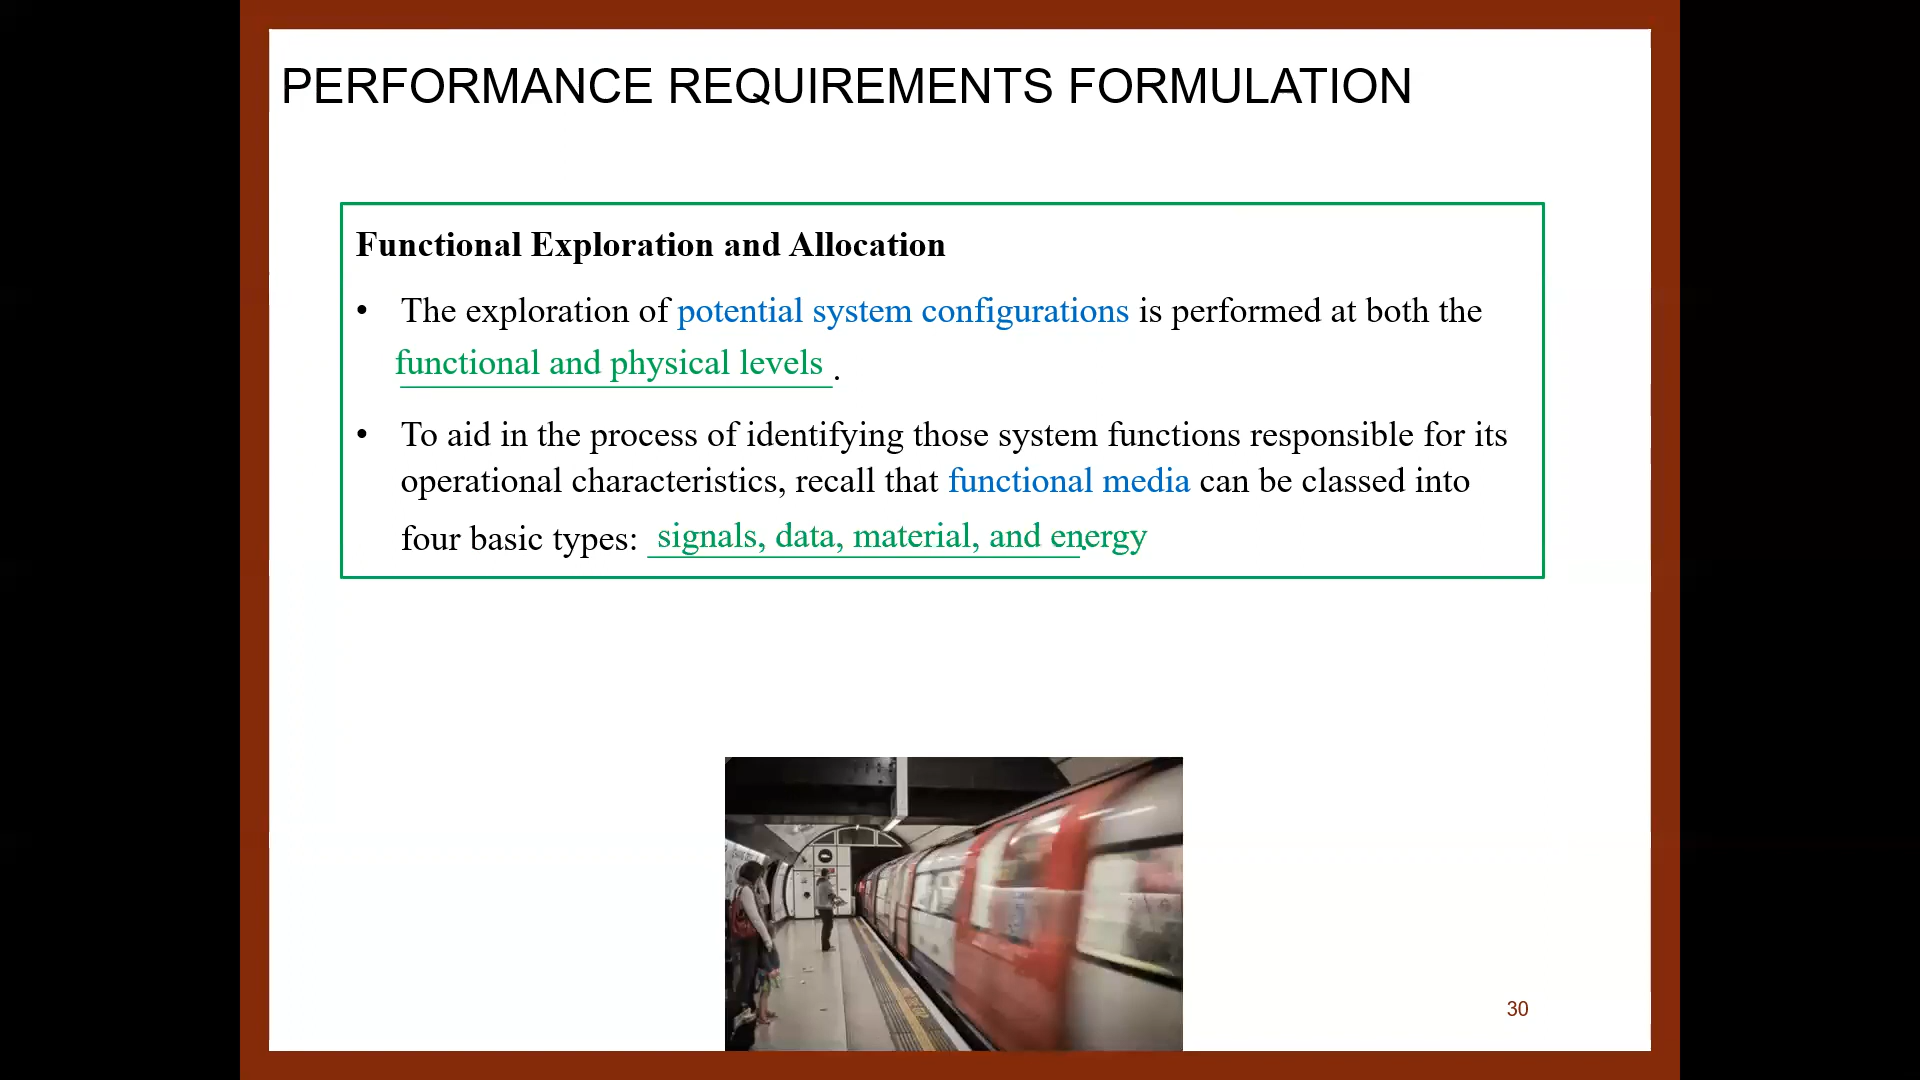 PERFORMANCE REQUIREMENTS FORMULATION
Functional Exploration and Allocation
• The exploration of potential system configurations is performed at both the
functional and physical levels.
• To aid in the process of identifying those system functions responsible for its
operational characteristics, recall that functional media can be classed into
four basic types: signals, data, material, and energy.
30